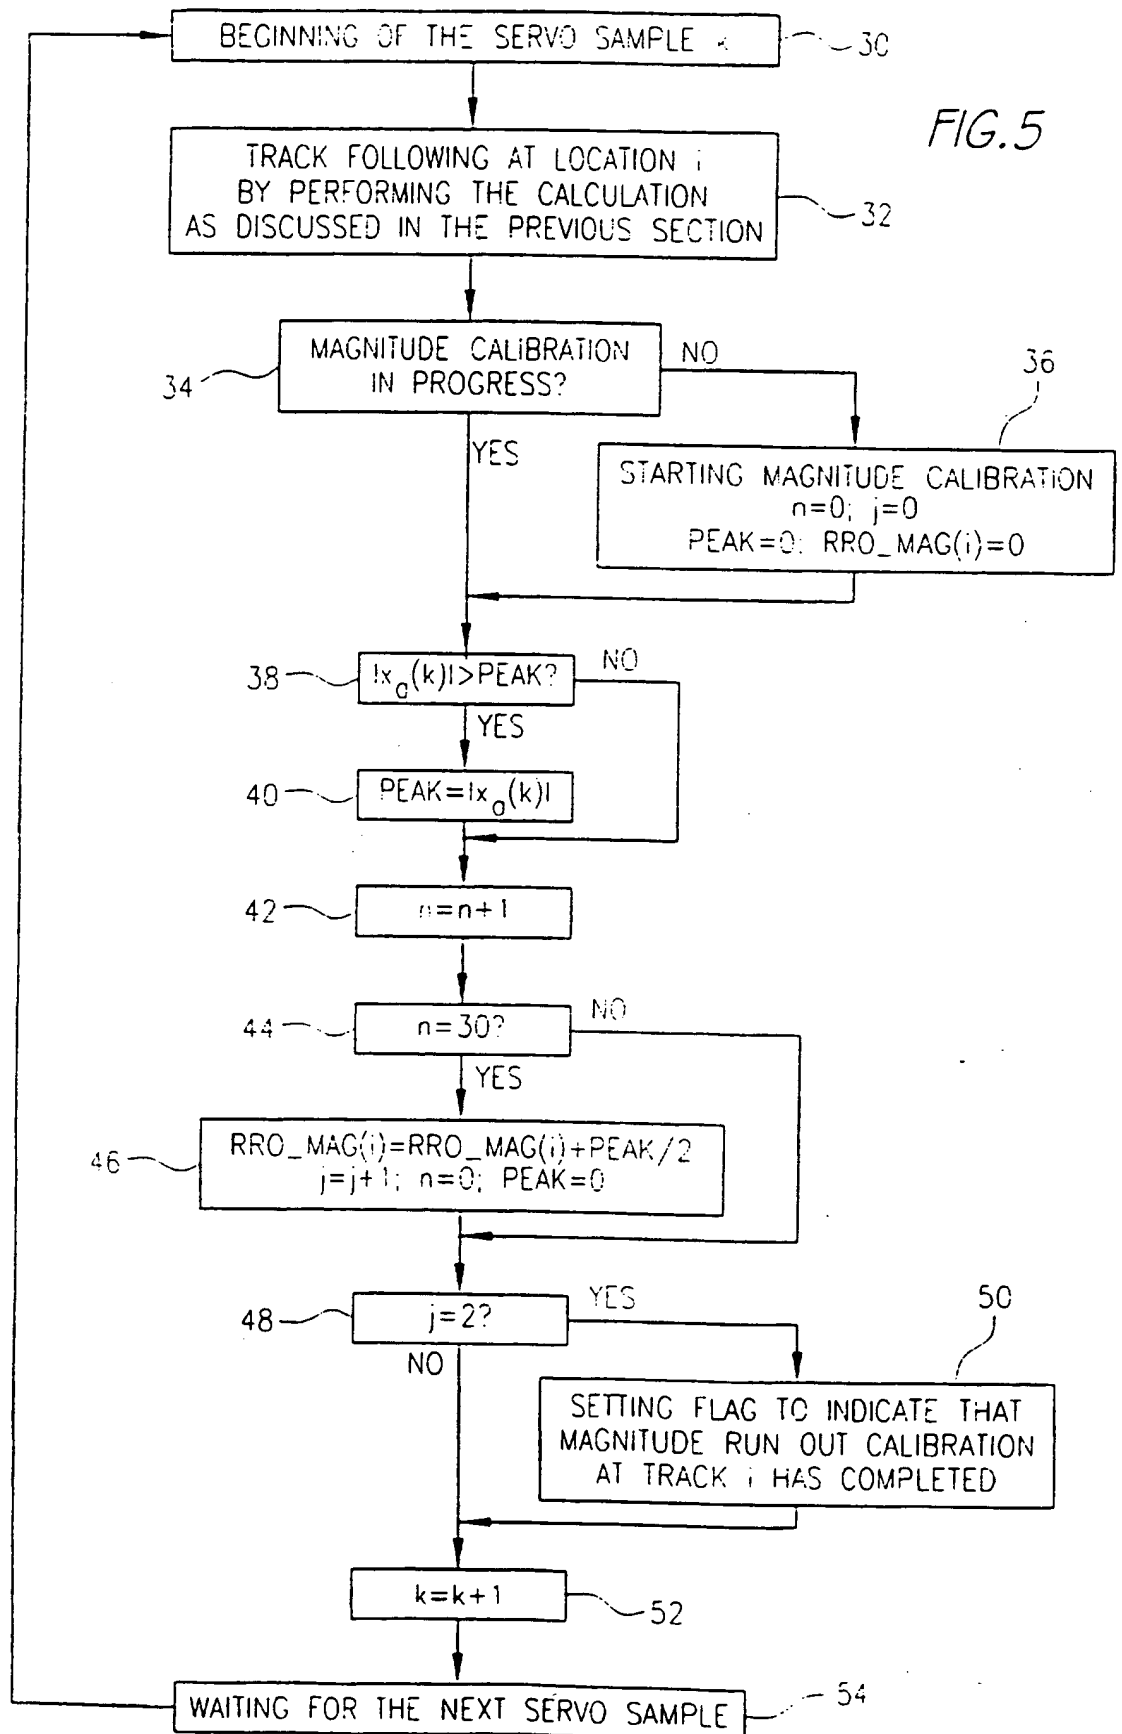 BEGINNING OF THE SERVO SAMPLE k
30
FIG.5
TRACK FOLLOWING AT LOCATION i
BY PERFORMING THE CALCULATION
AS DISCUSSED IN THE PREVIOUS SECTION
32
MAGNITUDE CALIBRATION
IN PROGRESS?
34
NO
36
YES
STARTING MAGNITUDE CALIBRATION
n=0; j=0
PEAK=0; RRO_MAG(i)=0
38
|x_a(k)|>PEAK?
NO
YES
40
PEAK=|x_a(k)|
42
n=n+1
44
n=30?
NO
YES
46
RRO_MAG(i)=RRO_MAG(i)+PEAK/2
j=j+1; n=0; PEAK=0
48
j=2?
YES
50
NO
SETTING FLAG TO INDICATE THAT
MAGNITUDE RUN OUT CALIBRATION
AT TRACK i HAS COMPLETED
k=k+1
52
WAITING FOR THE NEXT SERVO SAMPLE
54